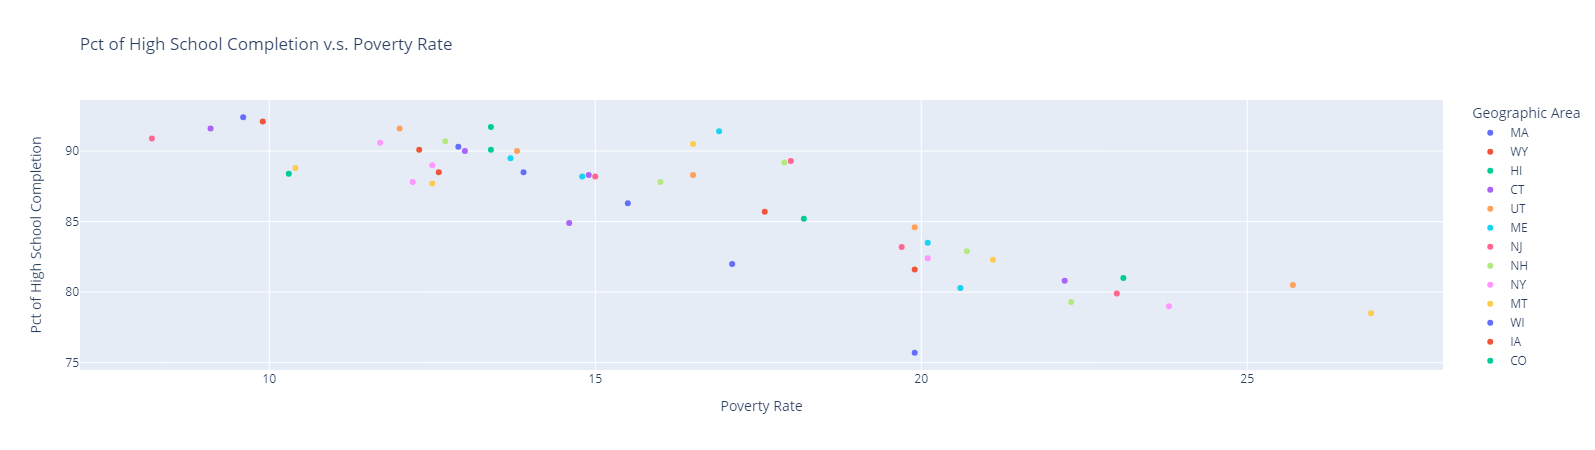 Pct of High School Completion v.s. Poverty Rate
Pct of High School Completion
90
85
80
75
10
15
20
25
Poverty Rate
Geographic Area
MA
WY
HI
CT
UT
ME
NJ
NH
NY
MT
WI
IA
CO